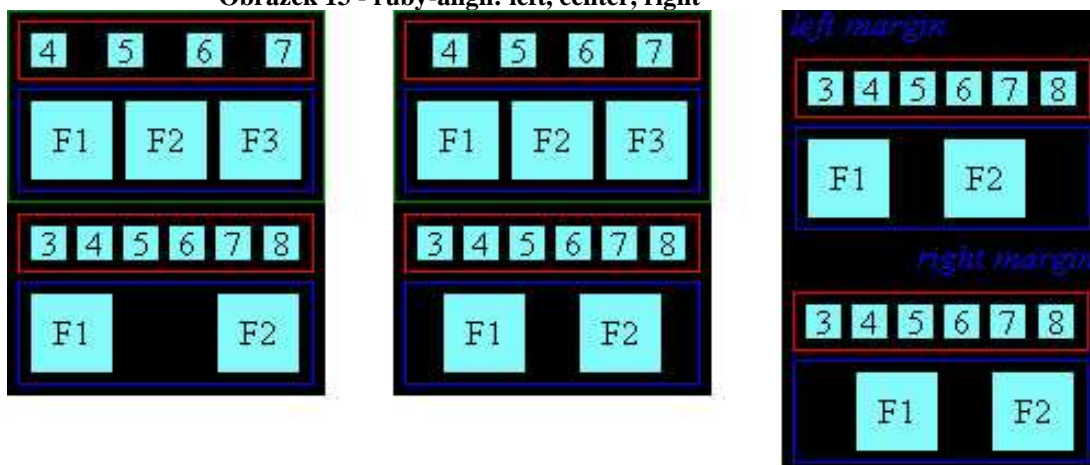 Obrázek 15 - ruby-align: left, center, right
4 5 6 7
F1 F2 F3
3 4 5 6 7 8
F1 F2
4 5 6 7
F1 F2 F3
3 4 5 6 7 8
F1 F2
left margin
3 4 5 6 7 8
F1 F2
right margin
3 4 5 6 7 8
F1 F2